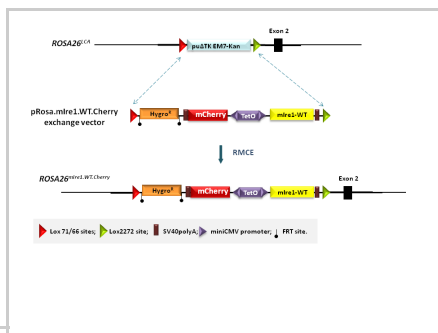 ROSA26^LCA
Exon 2
puΔTK EM7-Kan
pRosa.mIre1.WT.Cherry
exchange vector
Hygro^R mCherry TetO mIre1-WT
RMCE
ROSA26^mIre1.WT.Cherry
Exon 2
Hygro^R mCherry TetO mIre1-WT
Lox 71/66 sites; Lox2272 site; SV40polyA; miniCMV promoter; FRT site.